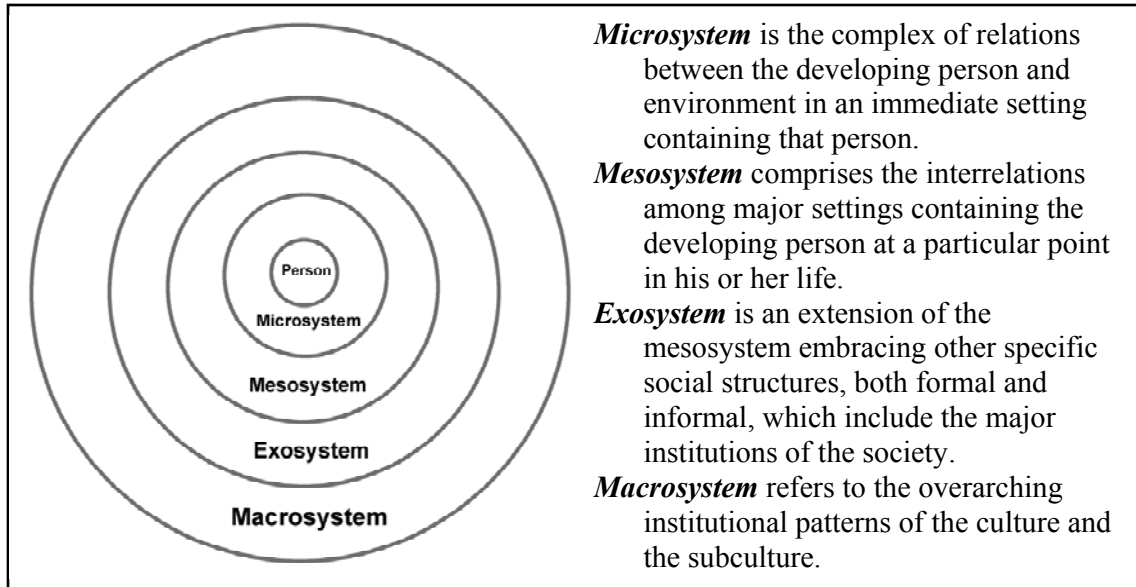 Person
Microsystem
Mesosystem
Exosystem
Macrosystem
Microsystem is the complex of relations
between the developing person and
environment in an immediate setting
containing that person.
Mesosystem comprises the interrelations
among major settings containing the
developing person at a particular point
in his or her life.
Exosystem is an extension of the
mesosystem embracing other specific
social structures, both formal and
informal, which include the major
institutions of the society.
Macrosystem refers to the overarching
institutional patterns of the culture and
the subculture.